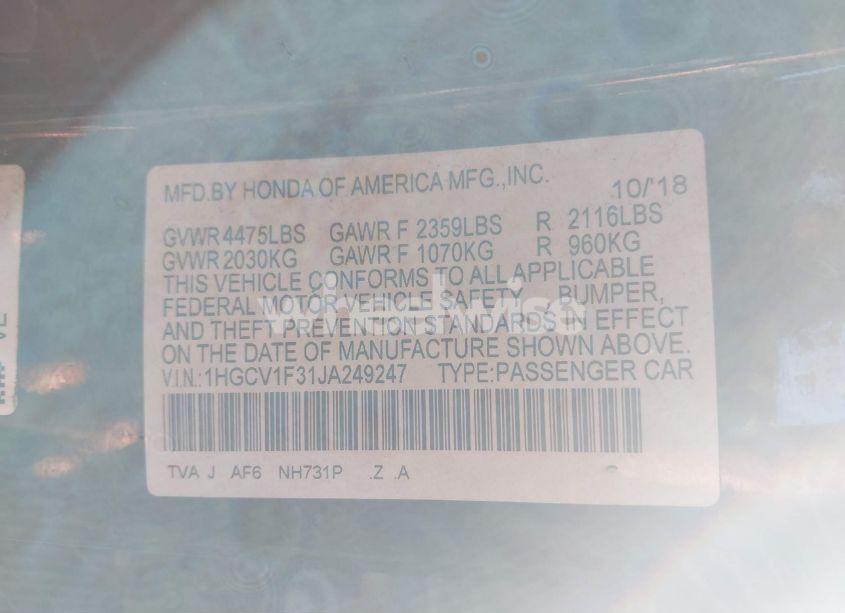 MFD.BY HONDA OF AMERICA MFG.,INC. 10/'18
GVWR 4475LBS GAWR F 2359LBS R 2116LBS
GVWR 2030KG GAWR F 1070KG R 960KG
THIS VEHICLE CONFORMS TO ALL APPLICABLE
FEDERAL MOTOR VEHICLE SAFETY BUMPER,
AND THEFT PREVENTION STANDARDS IN EFFECT
ON THE DATE OF MANUFACTURE SHOWN ABOVE.
V.I.N.:1HGCV1F31JA249247 TYPE:PASSENGER CAR
TVA J AF6 NH731P .Z .A